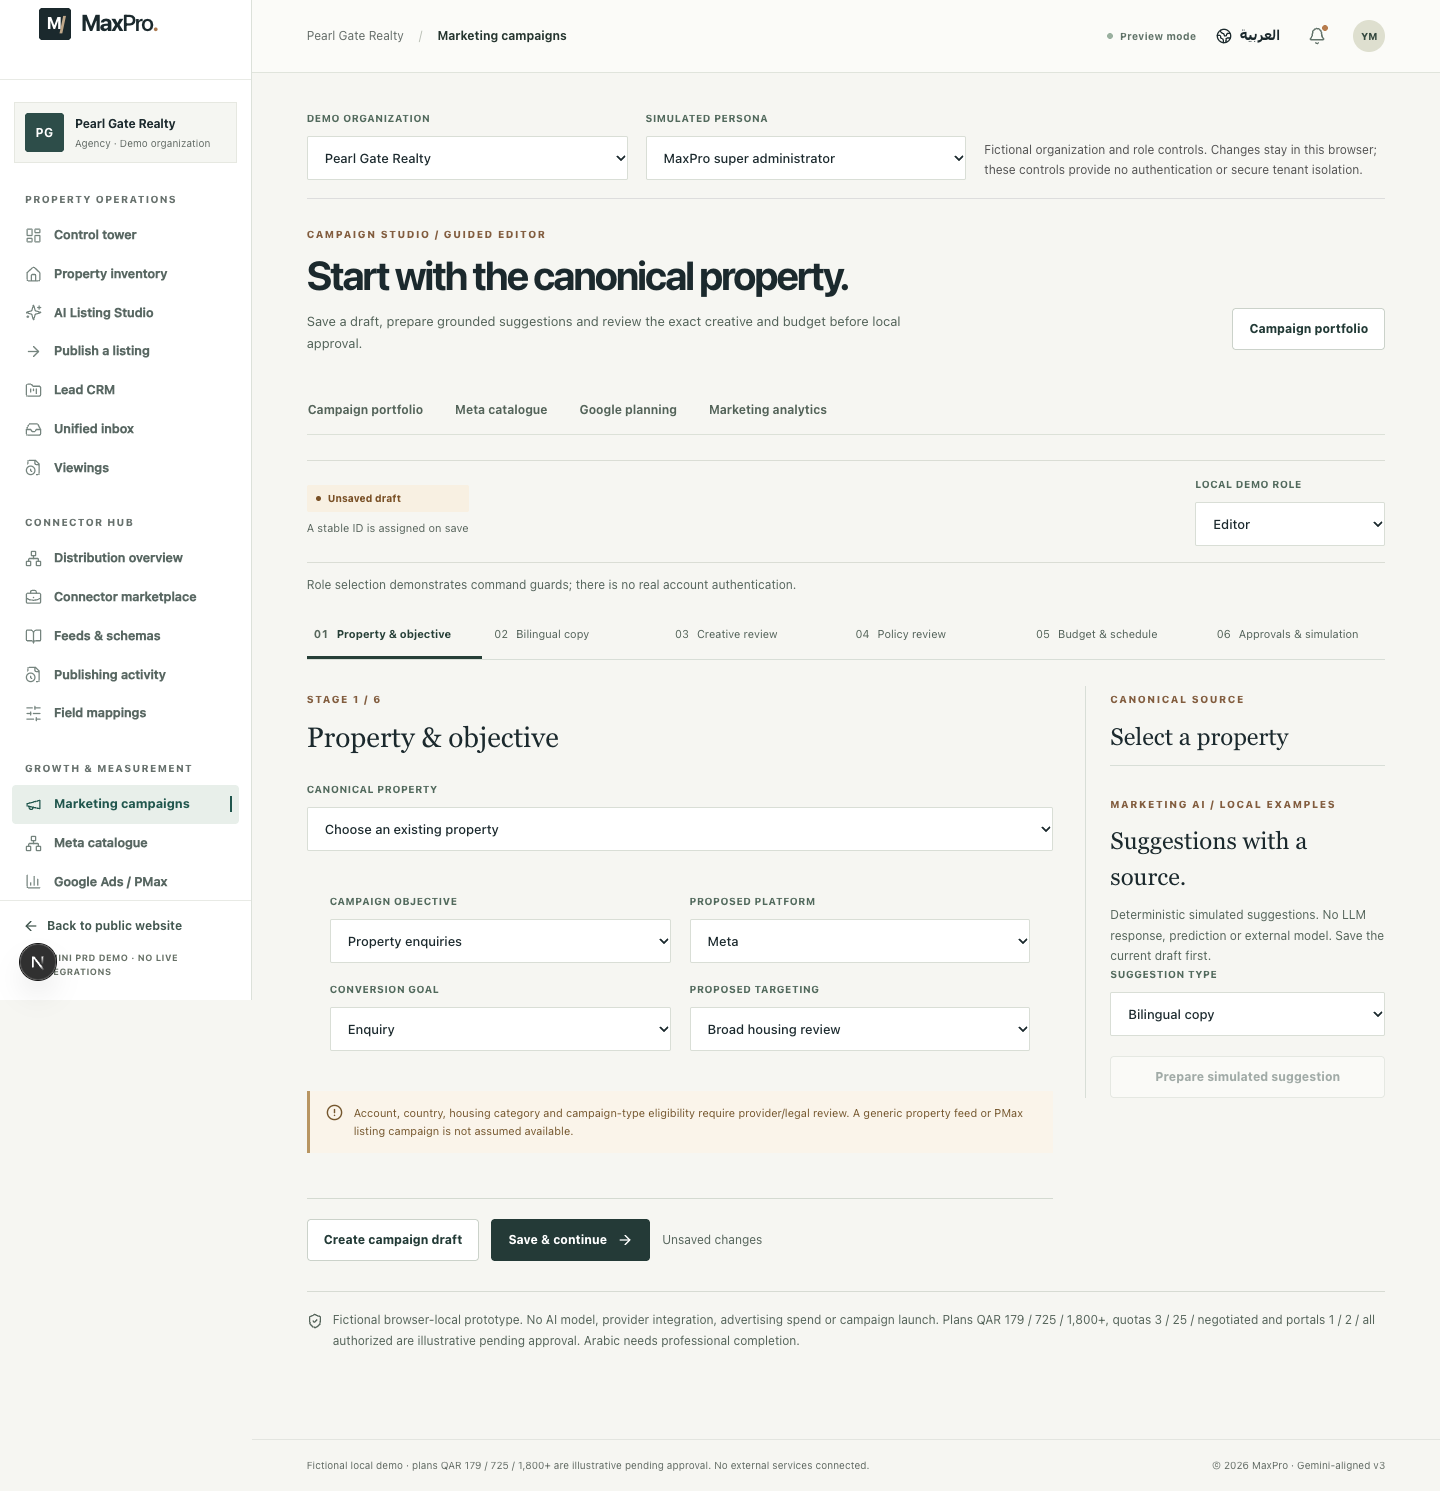 M/ MaxPro.
Pearl Gate Realty / Marketing campaigns
Preview mode
العربية
YM
PG
Pearl Gate Realty
Agency · Demo organization
PROPERTY OPERATIONS
Control tower
Property inventory
AI Listing Studio
Publish a listing
Lead CRM
Unified inbox
Viewings
CONNECTOR HUB
Distribution overview
Connector marketplace
Feeds & schemas
Publishing activity
Field mappings
GROWTH & MEASUREMENT
Marketing campaigns
Meta catalogue
Google Ads / PMax
Back to public website
N
PRD DEMO · NO LIVE
DEMO ORGANIZATION
Pearl Gate Realty
SIMULATED PERSONA
MaxPro super administrator
Fictional organization and role controls. Changes stay in this browser;
these controls provide no authentication or secure tenant isolation.
CAMPAIGN STUDIO / GUIDED EDITOR
Start with the canonical property.
Save a draft, prepare grounded suggestions and review the exact creative and budget before local
approval.
Campaign portfolio
Campaign portfolio
Meta catalogue
Google planning
Marketing analytics
Unsaved draft
A stable ID is assigned on save
LOCAL DEMO ROLE
Editor
Role selection demonstrates command guards; there is no real account authentication.
01 Property & objective
02 Bilingual copy
03 Creative review
04 Policy review
05 Budget & schedule
06 Approvals & simulation
STAGE 1 / 6
Property & objective
CANONICAL PROPERTY
Choose an existing property
CAMPAIGN OBJECTIVE
Property enquiries
PROPOSED PLATFORM
Meta
CONVERSION GOAL
Enquiry
PROPOSED TARGETING
Broad housing review
Account, country, housing category and campaign-type eligibility require provider/legal review. A generic property feed or PMax
listing campaign is not assumed available.
Create campaign draft
Save & continue
Unsaved changes
CANONICAL SOURCE
Select a property
MARKETING AI / LOCAL EXAMPLES
Suggestions with a
source.
Deterministic simulated suggestions. No LLM
response, prediction or external model. Save the
current draft first.
SUGGESTION TYPE
Bilingual copy
Prepare simulated suggestion
Fictional browser-local prototype. No AI model, provider integration, advertising spend or campaign launch. Plans QAR 179 / 725 / 1,800+, quotas 3 / 25 / negotiated and portals 1 / 2 / all
authorized are illustrative pending approval. Arabic needs professional completion.
Fictional local demo · plans QAR 179 / 725 / 1,800+ are illustrative pending approval. No external services connected.
© 2026 MaxPro · Gemini-aligned v3